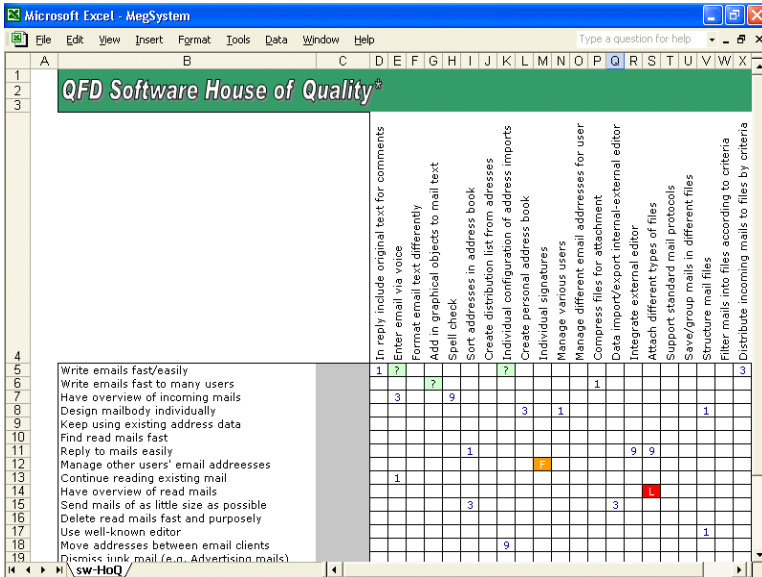 Microsoft Excel - MegSystem
File Edit View Insert Format Tools Data Window Help Type a question for help
A B C D E F G H I J K L M N O P Q R S T U V W X
1
2 QFD Software House of Quality*
3
In reply include original text for comments
Enter email via voice
Format email text differently
Add in graphical objects to mail text
Spell check
Sort addresses in address book
Create distribution list from adresses
Individual configuration of address imports
Create personal address book
Individual signatures
Manage various users
Manage different email addrresses for user
Compress files for attachment
Data import/export internal-external editor
Integrate external editor
Attach different types of files
Support standard mail protocols
Save/group mails in different files
Structure mail files
Filter mails into files according to criteria
Distribute incoming mails to files by criteria
4
5 Write emails fast/easily 1 ? ? 3
6 Write emails fast to many users ? 1
7 Have overview of incoming mails 3 9
8 Design mailbody individually 3 1 1
9 Keep using existing address data
10 Find read mails fast
11 Reply to mails easily 1 9 9
12 Manage other users' email addreesses F
13 Continue reading existing mail 1
14 Have overview of read mails L
15 Send mails of as little size as possible 3 3
16 Delete read mails fast and purposely
17 Use well-known editor 1
18 Move addresses between email clients 9
19 Dismiss junk mail (e.g. Advertising mails)
sw-HoQ